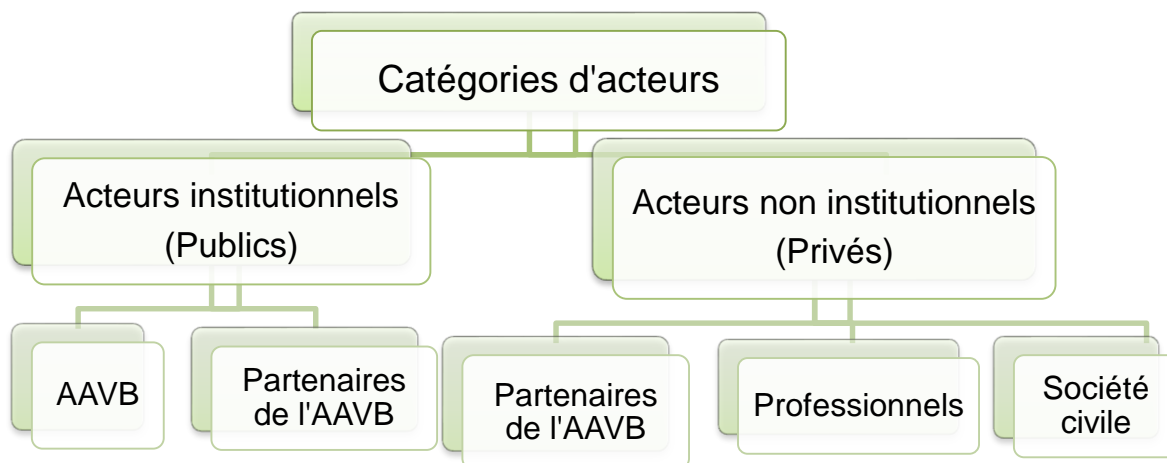 Catégories d'acteurs
Acteurs institutionnels
(Publics)
Acteurs non institutionnels
(Privés)
AAVB
Partenaires
de l'AAVB
Partenaires
de l'AAVB
Professionnels
Société
civile